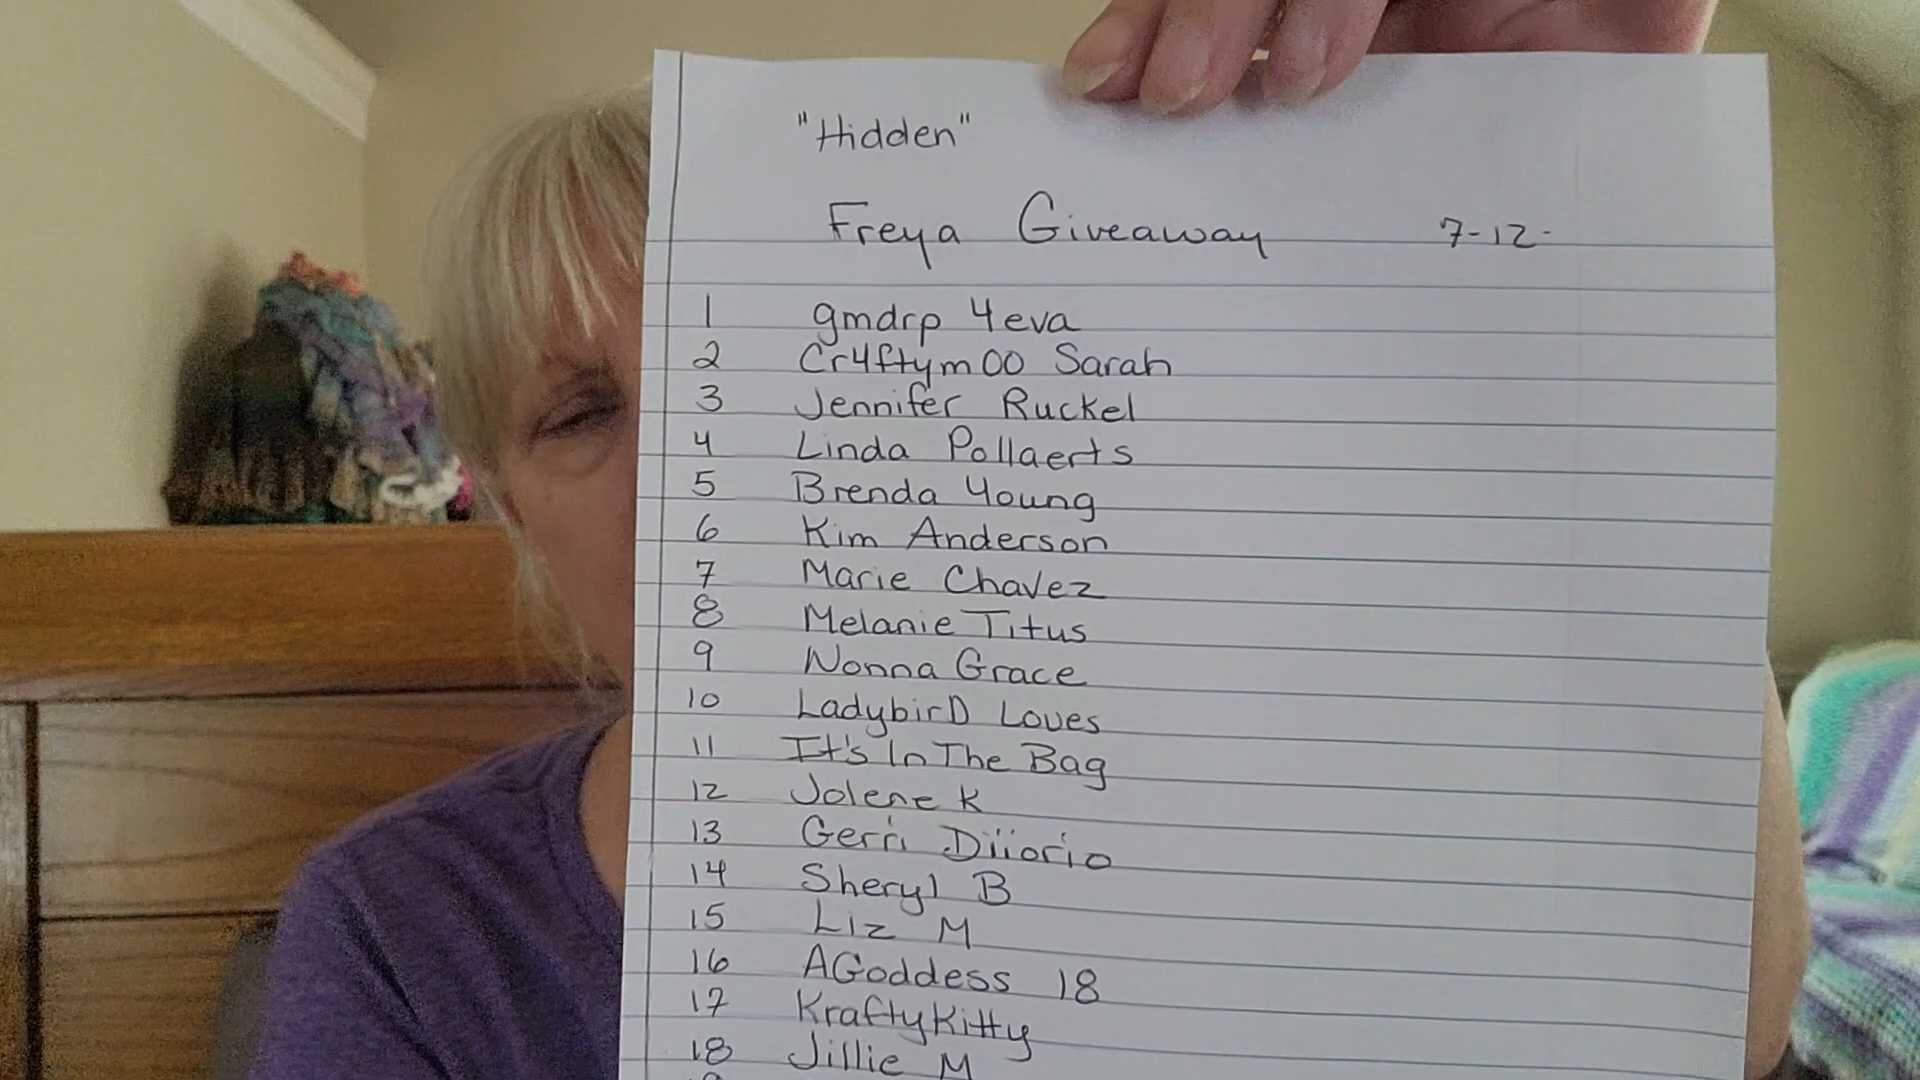 "Hidden"
Freya Giveaway 7-12-
1 gmdrp 4eva
2 Cr4ftym00 Sarah
3 Jennifer Ruckel
4 Linda Pollaerts
5 Brenda Young
6 Kim Anderson
7 Marie Chavez
8 Melanie Titus
9 Nonna Grace
10 LadybirD Loves
11 It's In The Bag
12 Jolene K
13 Gerri Diiorio
14 Sheryl B
15 Liz M
16 AGoddess 18
17 KraftyKitty
18 Jillie M